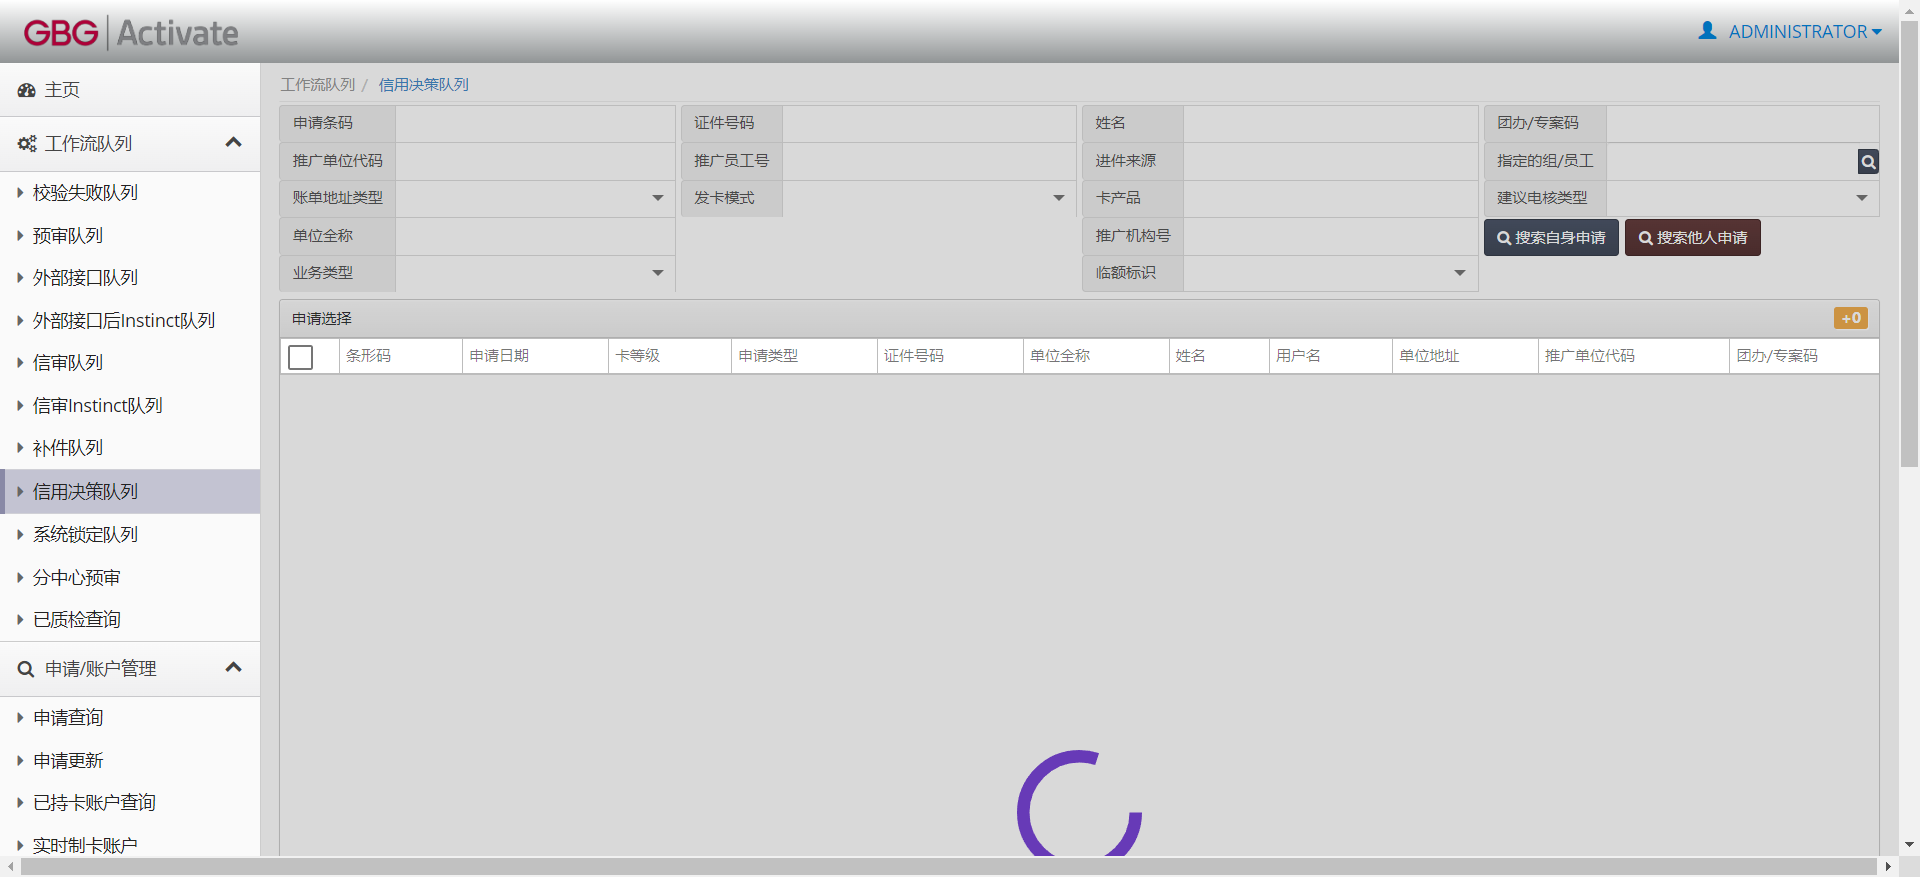 GBG Activate
ADMINISTRATOR
主页
工作流队列
校验失败队列
预审队列
外部接口队列
外部接口后Instinct队列
信审队列
信审Instinct队列
补件队列
信用决策队列
系统锁定队列
分中心预审
已质检查询
申请/账户管理
申请查询
申请更新
已持卡账户查询
实时制卡账户
工作流队列 / 信用决策队列
申请条码 证件号码 姓名 团办/专案码
推广单位代码 推广员工号 进件来源 指定的组/员工
账单地址类型 发卡模式 卡产品 建议电核类型
单位全称 推广机构号 搜索自身申请 搜索他人申请
业务类型 临额标识
申请选择 +0
条形码 申请日期 卡等级 申请类型 证件号码 单位全称 姓名 用户名 单位地址 推广单位代码 团办/专案码